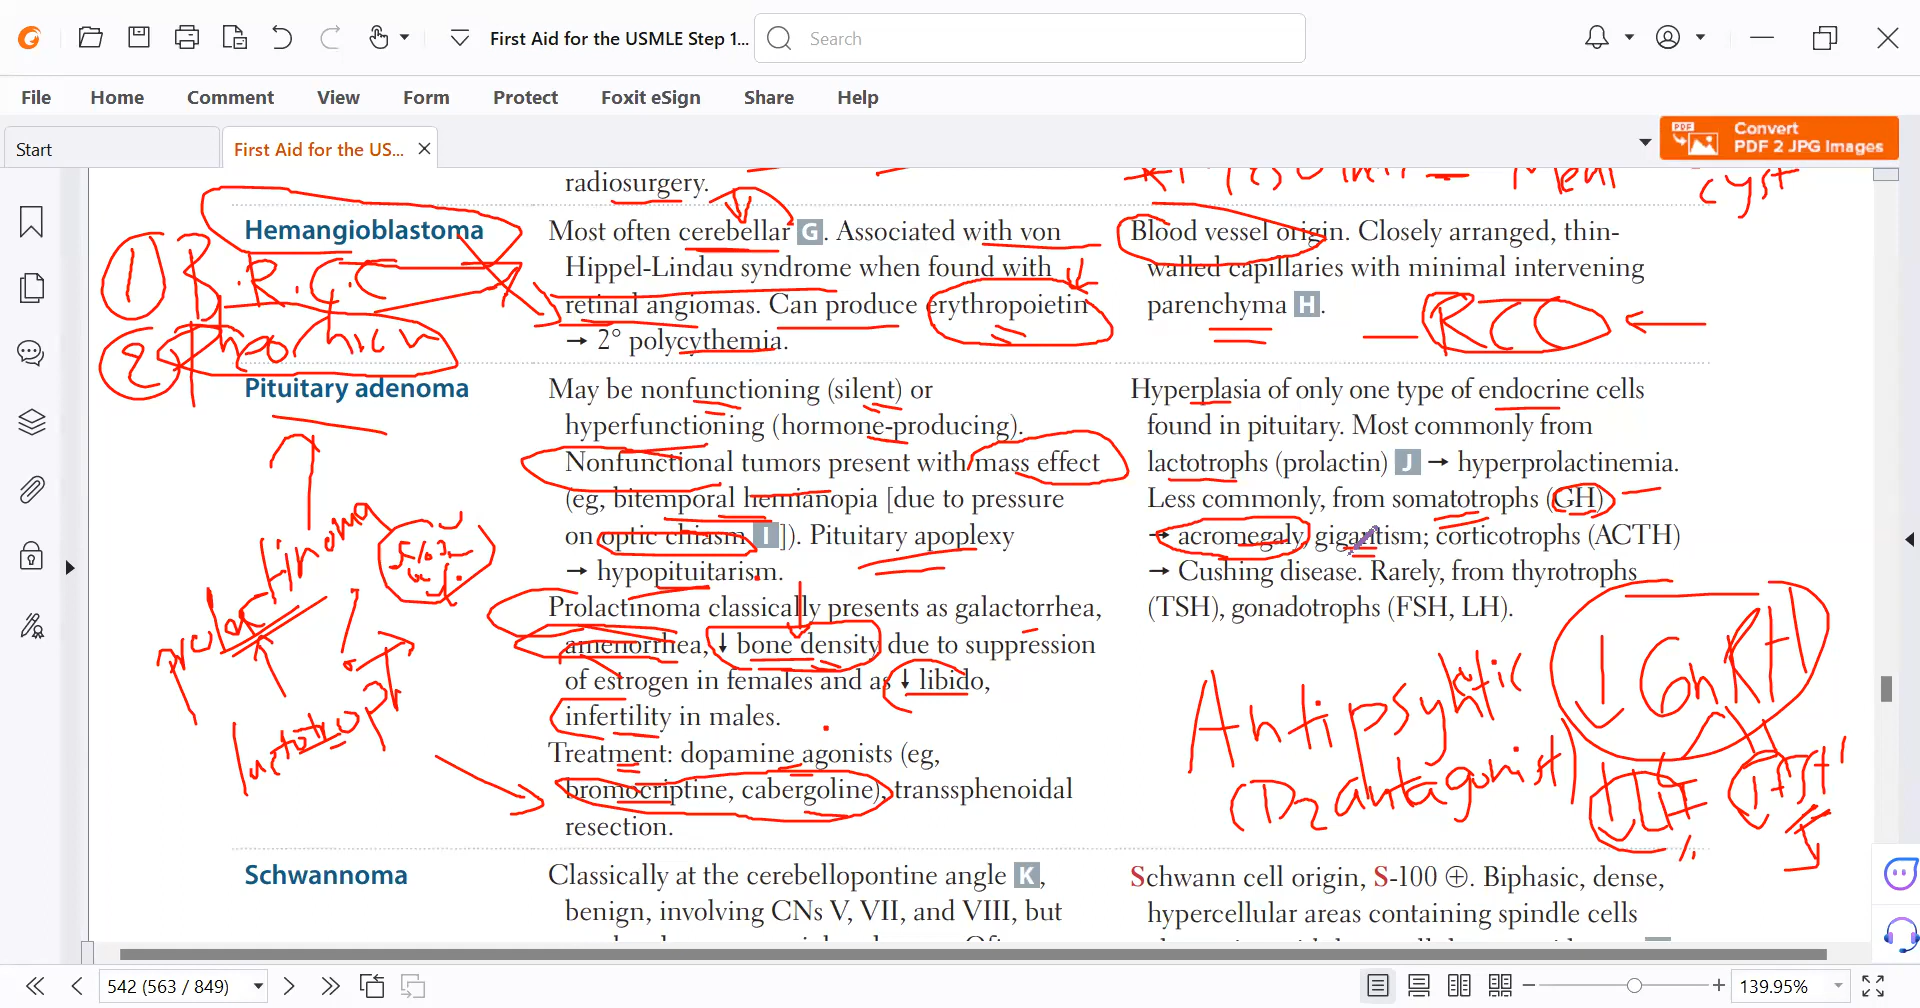 First Aid for the USMLE Step 1...
Search
File Home Comment View Form Protect Foxit eSign Share Help
Start
First Aid for the US...
PDF
Convert
PDF 2 JPG Images
radiosurgery.
cyst
Hemangioblastoma
Most often cerebellar G. Associated with von
Hippel-Lindau syndrome when found with
retinal angiomas. Can produce erythropoietin
→ 2° polycythemia.
Blood vessel origin. Closely arranged, thin-
walled capillaries with minimal intervening
parenchyma H.
① B.R.C.C
②
RCC
Pituitary adenoma
May be nonfunctioning (silent) or
hyperfunctioning (hormone-producing).
Nonfunctional tumors present with mass effect
(eg, bitemporal hemianopia [due to pressure
on optic chiasm I]). Pituitary apoplexy
→ hypopituitarism.
Prolactinoma classically presents as galactorrhea,
amenorrhea, ↓ bone density due to suppression
of estrogen in females and as ↓ libido,
infertility in males.
Treatment: dopamine agonists (eg,
bromocriptine, cabergoline), transsphenoidal
resection.
Hyperplasia of only one type of endocrine cells
found in pituitary. Most commonly from
lactotrophs (prolactin) J → hyperprolactinemia.
Less commonly, from somatotrophs (GH)
→ acromegaly, gigantism; corticotrophs (ACTH)
→ Cushing disease. Rarely, from thyrotrophs
(TSH), gonadotrophs (FSH, LH).
prolactinoma
lactotroph
Antipsyhtic
(D2 antagonist)
↓ GnRH
↓LH
↓FSH
Schwannoma
Classically at the cerebellopontine angle K,
benign, involving CNs V, VII, and VIII, but
Schwann cell origin, S-100 ⊕. Biphasic, dense,
hypercellular areas containing spindle cells
542 (563 / 849)
139.95%